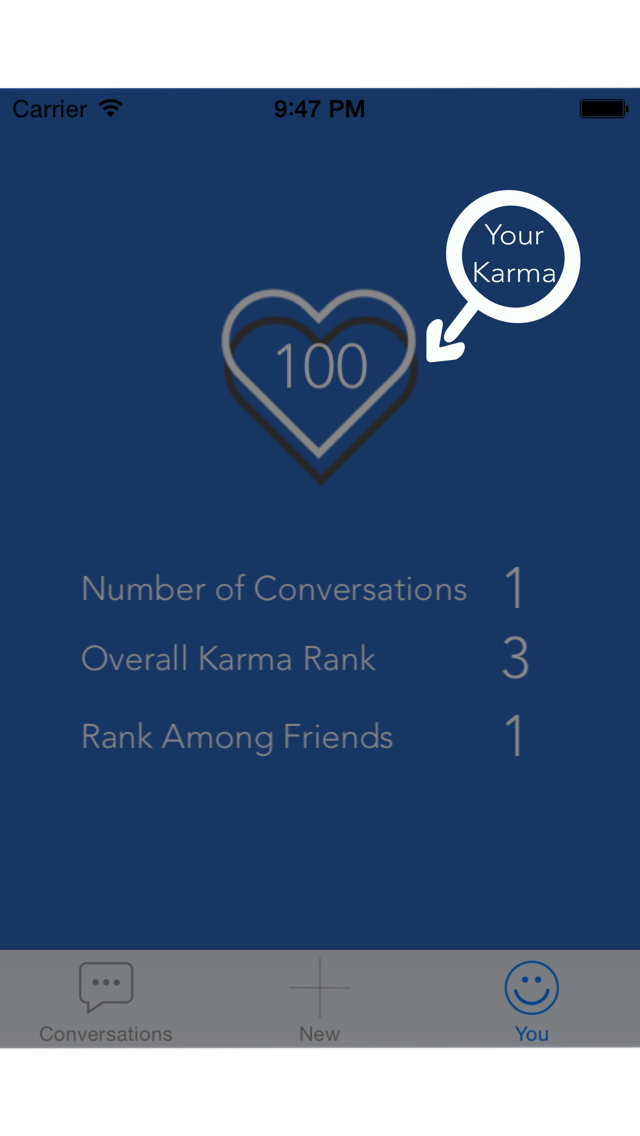 Carrier 9:47 PM
Your
Karma
100
Number of Conversations 1
Overall Karma Rank 3
Rank Among Friends 1
Conversations New You